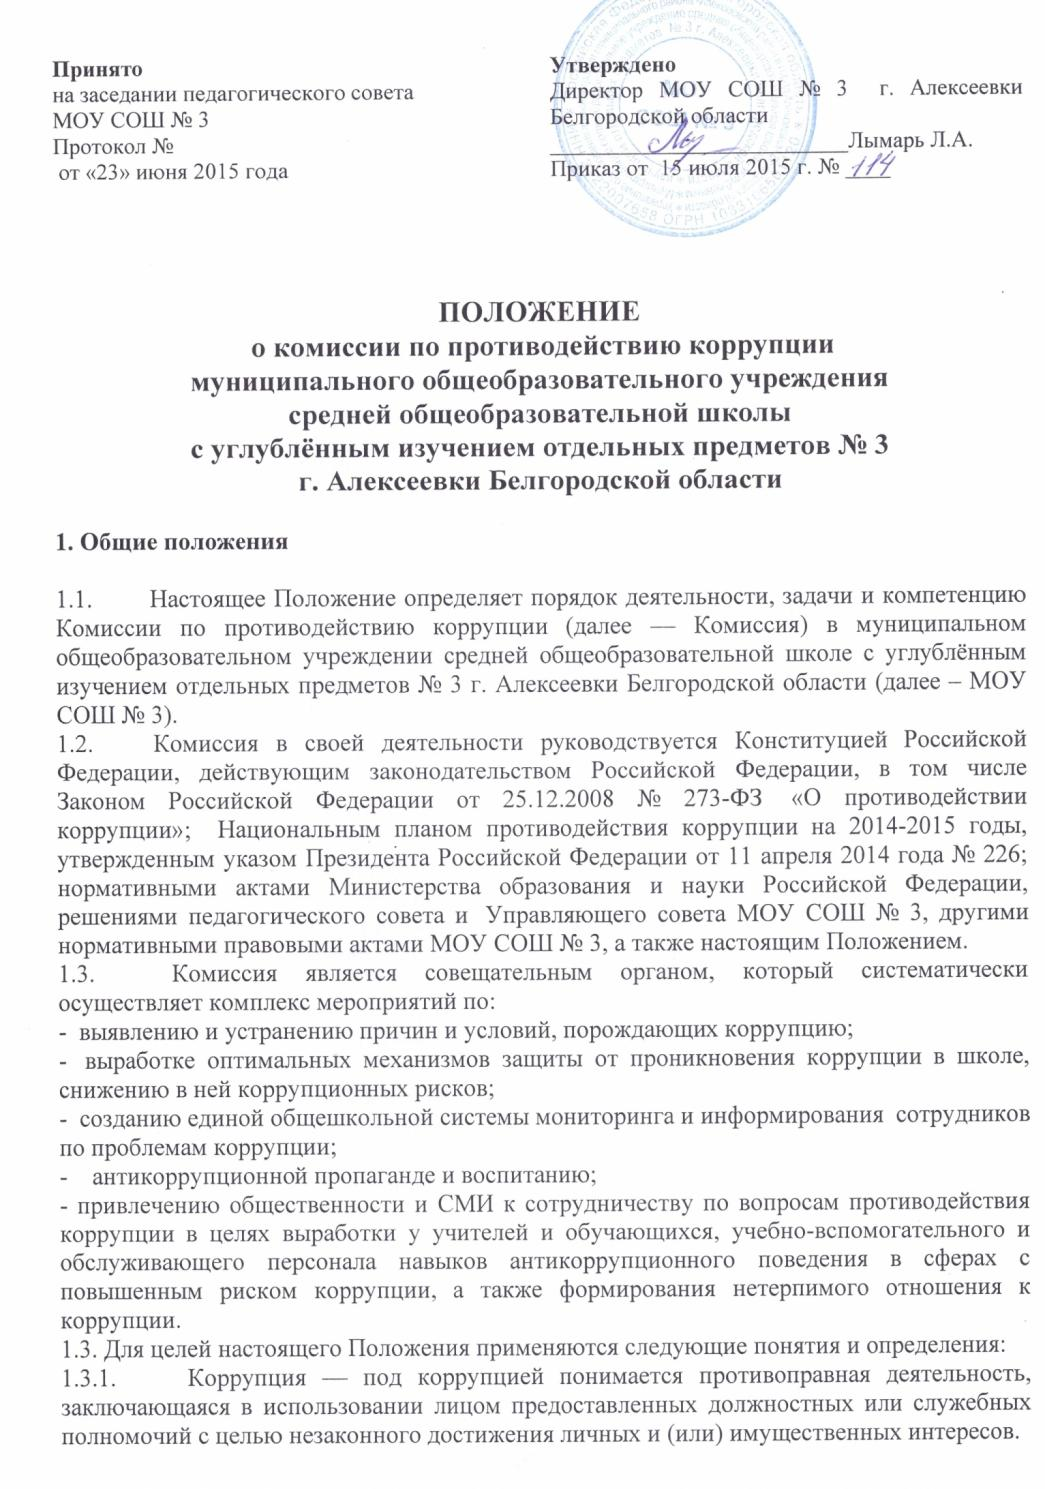 Принято
на заседании педагогического совета
МОУ СОШ № 3
Протокол №
от «23» июня 2015 года
Утверждено
Директор МОУ СОШ № 3 г. Алексеевки
Белгородской области
Лымарь Л.А.
Приказ от 15 июля 2015 г. № 114
ПОЛОЖЕНИЕ
о комиссии по противодействию коррупции
муниципального общеобразовательного учреждения
средней общеобразовательной школы
с углублённым изучением отдельных предметов № 3
г. Алексеевки Белгородской области
1. Общие положения
1.1. Настоящее Положение определяет порядок деятельности, задачи и компетенцию
Комиссии по противодействию коррупции (далее — Комиссия) в муниципальном
общеобразовательном учреждении средней общеобразовательной школе с углублённым
изучением отдельных предметов № 3 г. Алексеевки Белгородской области (далее – МОУ
СОШ № 3).
1.2. Комиссия в своей деятельности руководствуется Конституцией Российской
Федерации, действующим законодательством Российской Федерации, в том числе
Законом Российской Федерации от 25.12.2008 № 273-ФЗ «О противодействии
коррупции»; Национальным планом противодействия коррупции на 2014-2015 годы,
утвержденным указом Президента Российской Федерации от 11 апреля 2014 года № 226;
нормативными актами Министерства образования и науки Российской Федерации,
решениями педагогического совета и Управляющего совета МОУ СОШ № 3, другими
нормативными правовыми актами МОУ СОШ № 3, а также настоящим Положением.
1.3. Комиссия является совещательным органом, который систематически
осуществляет комплекс мероприятий по:
- выявлению и устранению причин и условий, порождающих коррупцию;
- выработке оптимальных механизмов защиты от проникновения коррупции в школе,
снижению в ней коррупционных рисков;
- созданию единой общешкольной системы мониторинга и информирования сотрудников
по проблемам коррупции;
- антикоррупционной пропаганде и воспитанию;
- привлечению общественности и СМИ к сотрудничеству по вопросам противодействия
коррупции в целях выработки у учителей и обучающихся, учебно-вспомогательного и
обслуживающего персонала навыков антикоррупционного поведения в сферах с
повышенным риском коррупции, а также формирования нетерпимого отношения к
коррупции.
1.3. Для целей настоящего Положения применяются следующие понятия и определения:
1.3.1. Коррупция — под коррупцией понимается противоправная деятельность,
заключающаяся в использовании лицом предоставленных должностных или служебных
полномочий с целью незаконного достижения личных и (или) имущественных интересов.